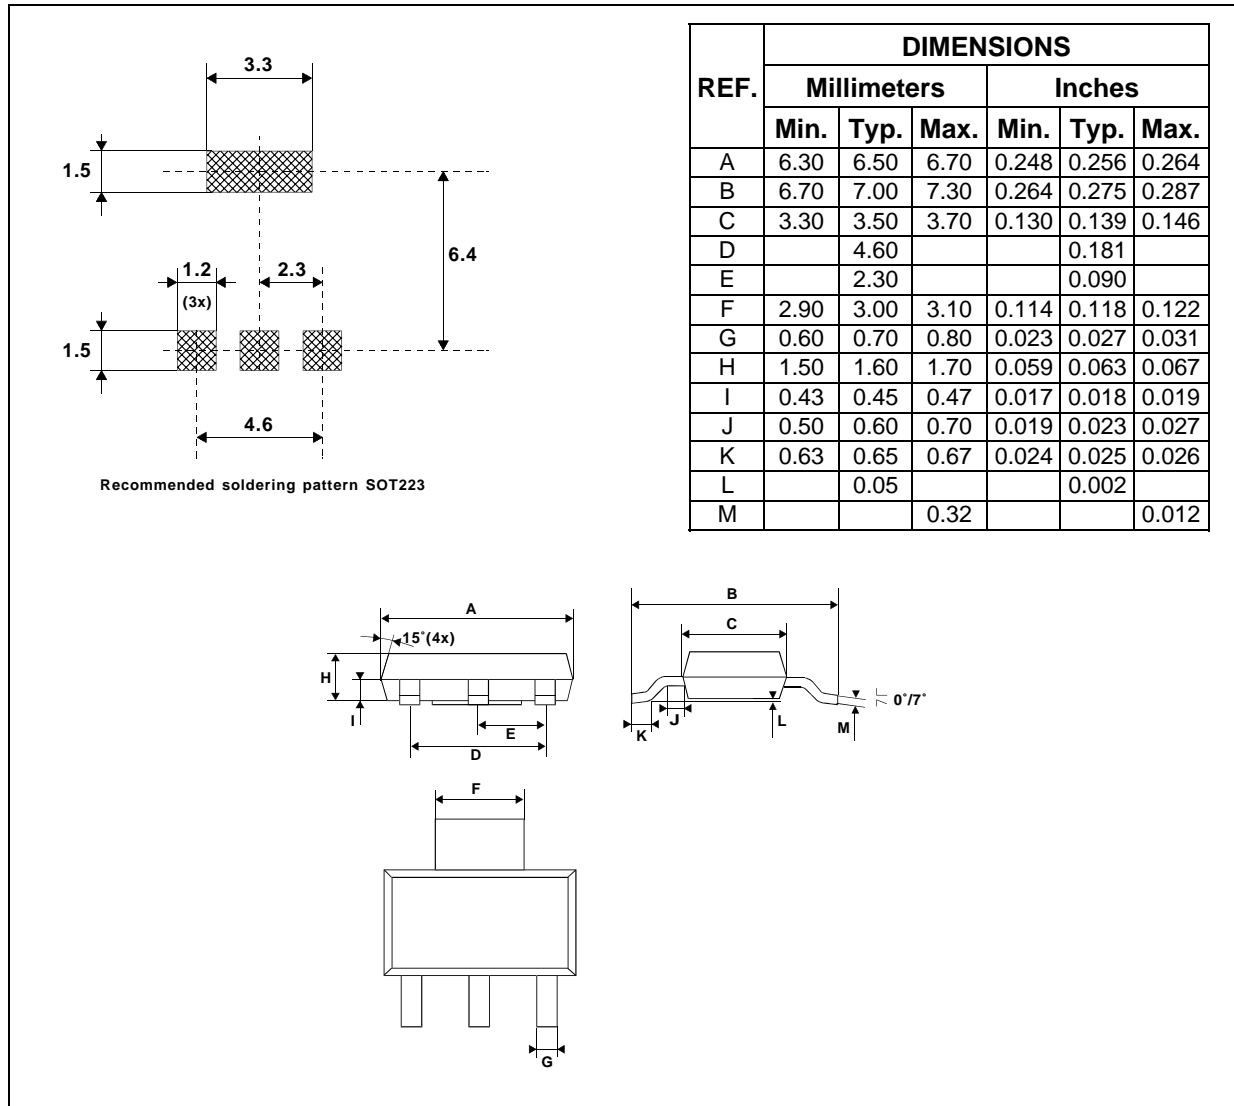 3.3
1.5
6.4
1.2
2.3
(3x)
1.5
4.6
Recommended soldering pattern SOT223
REF. DIMENSIONS
Millimeters Inches
Min. Typ. Max. Min. Typ. Max.
A 6.30 6.50 6.70 0.248 0.256 0.264
B 6.70 7.00 7.30 0.264 0.275 0.287
C 3.30 3.50 3.70 0.130 0.139 0.146
D 4.60 0.181
E 2.30 0.090
F 2.90 3.00 3.10 0.114 0.118 0.122
G 0.60 0.70 0.80 0.023 0.027 0.031
H 1.50 1.60 1.70 0.059 0.063 0.067
I 0.43 0.45 0.47 0.017 0.018 0.019
J 0.50 0.60 0.70 0.019 0.023 0.027
K 0.63 0.65 0.67 0.024 0.025 0.026
L 0.05 0.002
M 0.32 0.012
A
15°(4x)
H
I
E
D
B
C
0°/7°
J
L
M
K
F
G